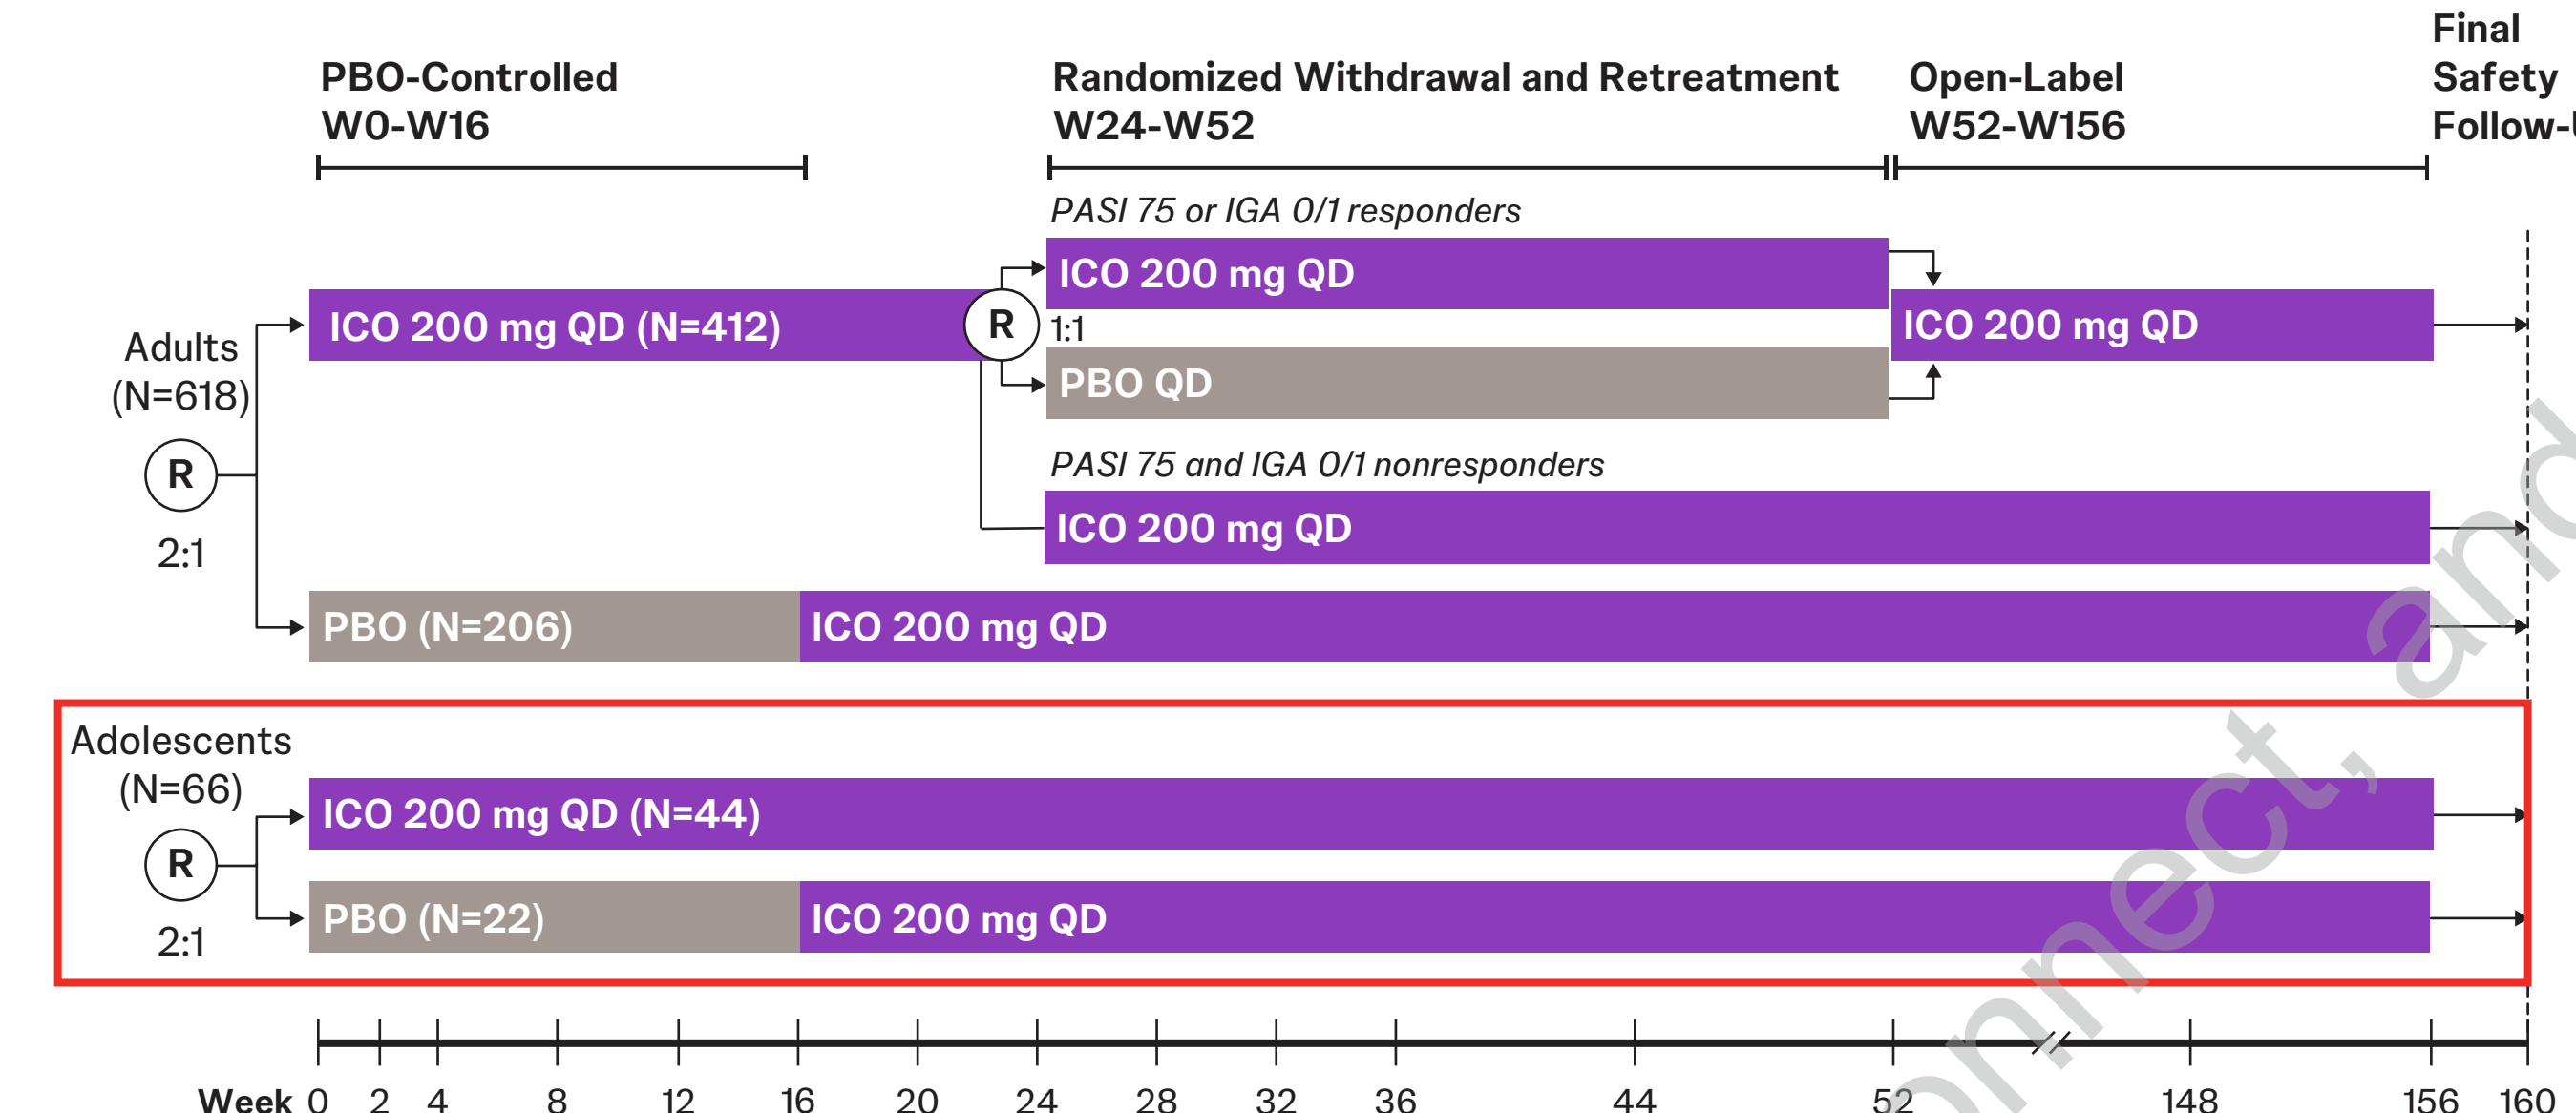 PBO-Controlled
W0-W16
Randomized Withdrawal and Retreatment
W24-W52
Open-Label
W52-W156
Final
Safety
Follow-U
PASI 75 or IGA 0/1 responders
ICO 200 mg QD
Adults
(N=618)
R
2:1
ICO 200 mg QD (N=412)
R
1:1
PBO QD
ICO 200 mg QD
PASI 75 and IGA 0/1 nonresponders
ICO 200 mg QD
PBO (N=206)
ICO 200 mg QD
Adolescents
(N=66)
R
2:1
ICO 200 mg QD (N=44)
PBO (N=22)
ICO 200 mg QD
Week 0 2 4 8 12 16 20 24 28 32 36 44 52 148 156 160
onnect, and